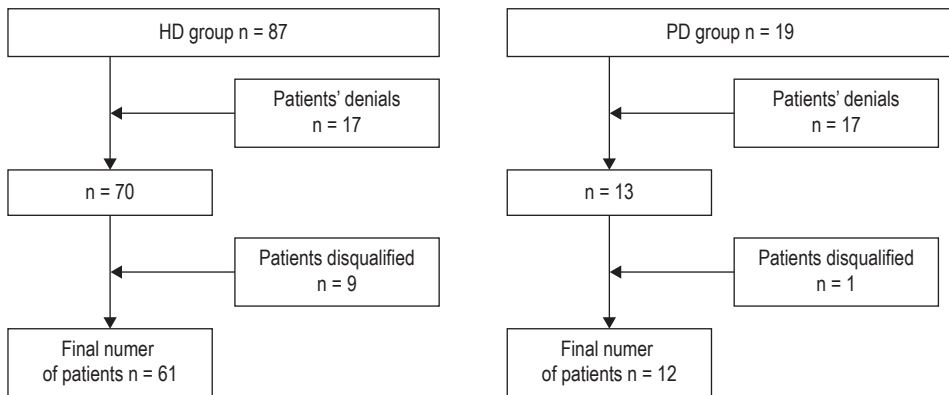 HD group n = 87
Patients’ denials
n = 17
n = 70
Patients disqualified
n = 9
Final numer
of patients n = 61
PD group n = 19
Patients’ denials
n = 17
n = 13
Patients disqualified
n = 1
Final numer
of patients n = 12